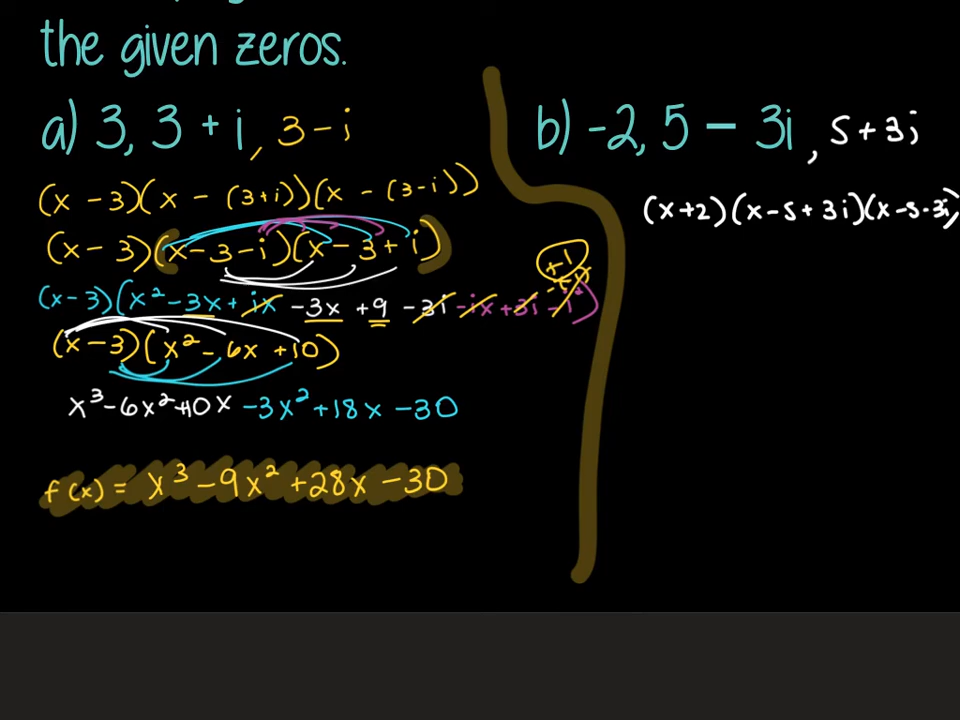 the given zeros.
a) 3, 3 + i, 3 - i
(x - 3)(x - (3+i))(x - (3-i))
(x - 3)(x - 3 - i)(x - 3 + i)
+1
(x-3)(x² - 3x + ix - 3x + 9 - 3i - ix + 3i - i²)
(x - 3)(x² - 6x + 10)
x³ - 6x² + 10x - 3x² + 18x - 30
f(x) = x³ - 9x² + 28x - 30
b) -2, 5 - 3i, 5 + 3i
(x+2)(x-5+3i)(x-5-3i)